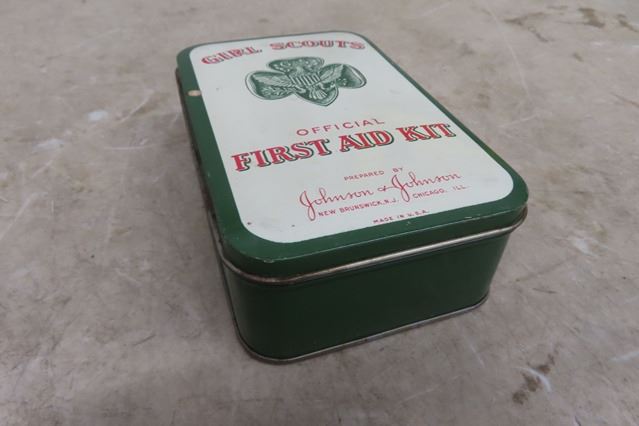 GIRL SCOUTS
OFFICIAL
FIRST AID KIT
PREPARED BY
Johnson & Johnson
NEW BRUNSWICK, N.J. CHICAGO, ILL.
MADE IN U.S.A.